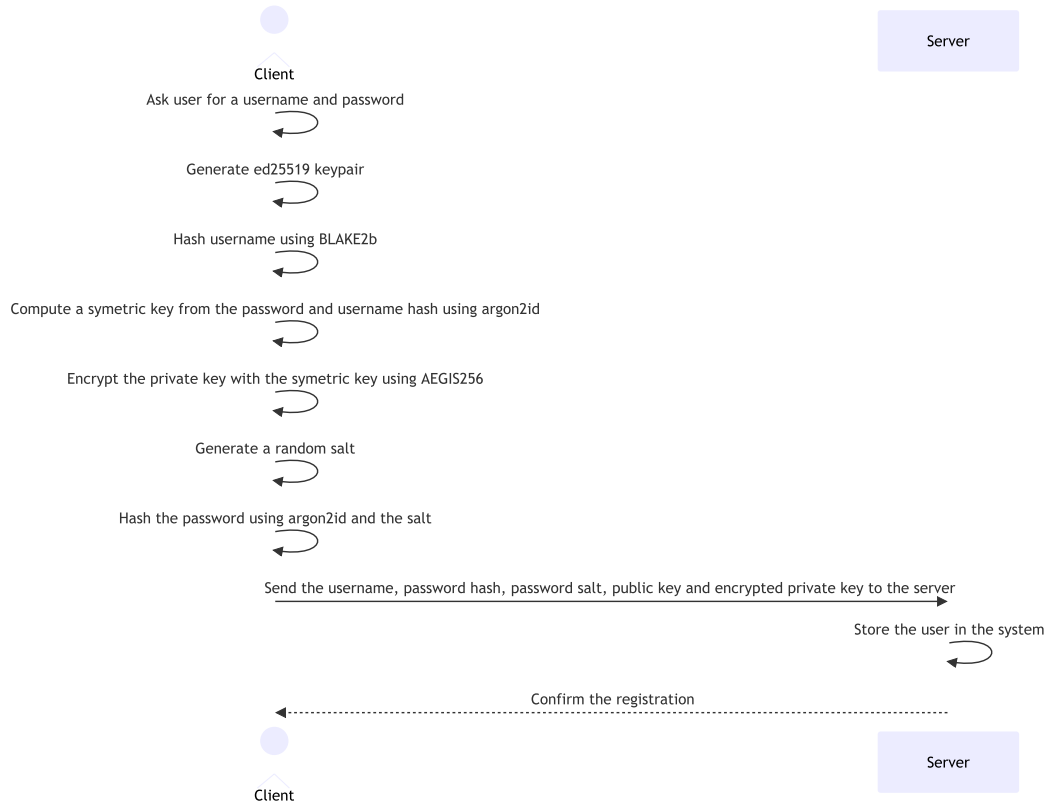 Server
Client
Ask user for a username and password
Generate ed25519 keypair
Hash username using BLAKE2b
Compute a symetric key from the password and username hash using argon2id
Encrypt the private key with the symetric key using AEGIS256
Generate a random salt
Hash the password using argon2id and the salt
Send the username, password hash, password salt, public key and encrypted private key to the server
Store the user in the system
Confirm the registration
Server
Client